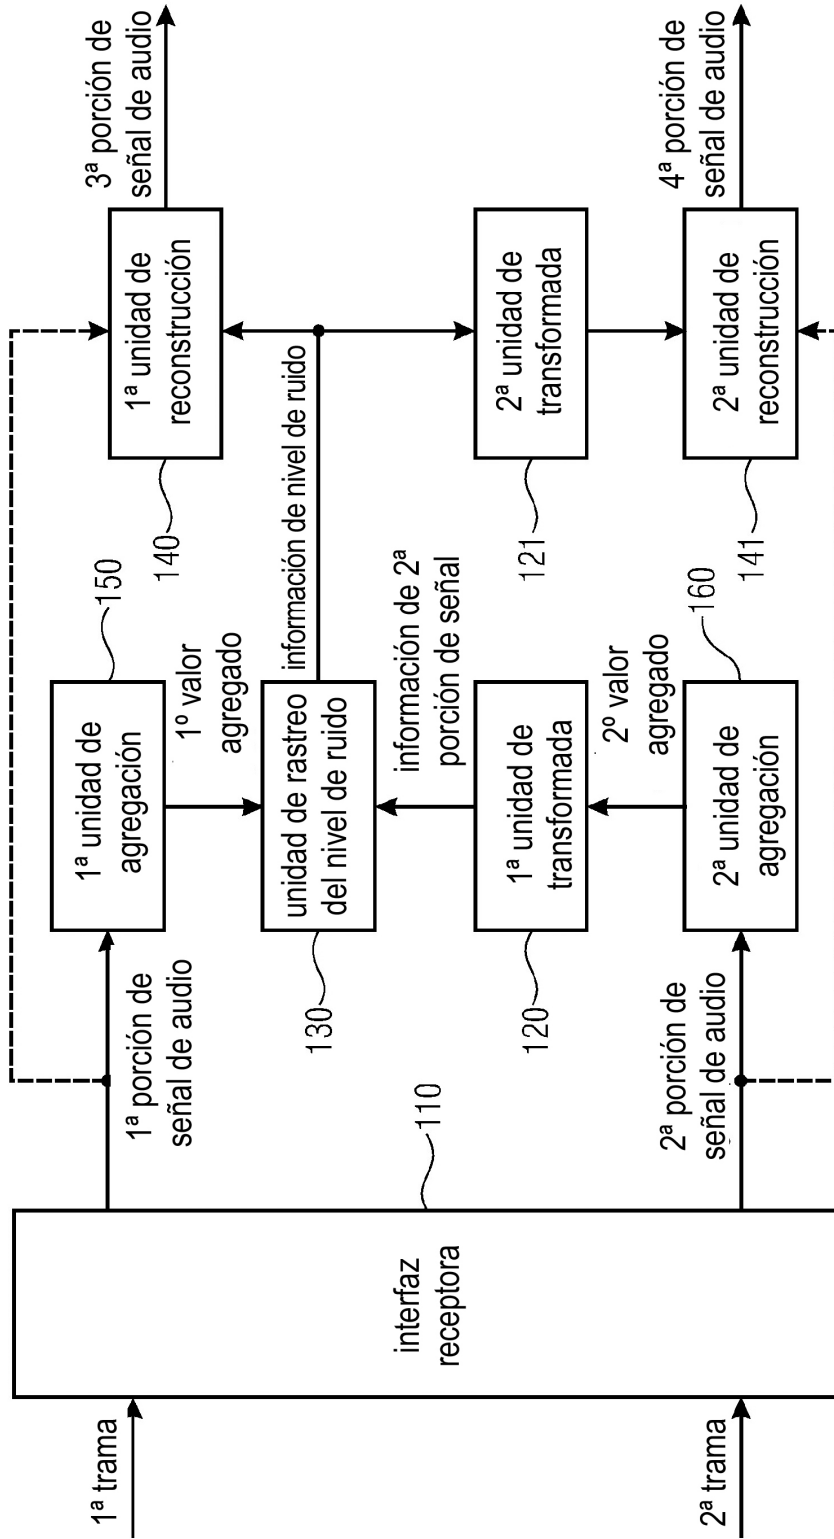 1ª trama
2ª trama
interfaz
receptora
110
1ª porción de
señal de audio
2ª porción de
señal de audio
1ª unidad de
agregación
150
1º valor
agregado
unidad de rastreo
del nivel de ruido
130
información de 2ª
porción de señal
1ª unidad de
transformada
120
2º valor
agregado
2ª unidad de
agregación
160
información de nivel de ruido
1ª unidad de
reconstrucción
140
2ª unidad de
transformada
121
2ª unidad de
reconstrucción
141
3ª porción de
señal de audio
4ª porción de
señal de audio